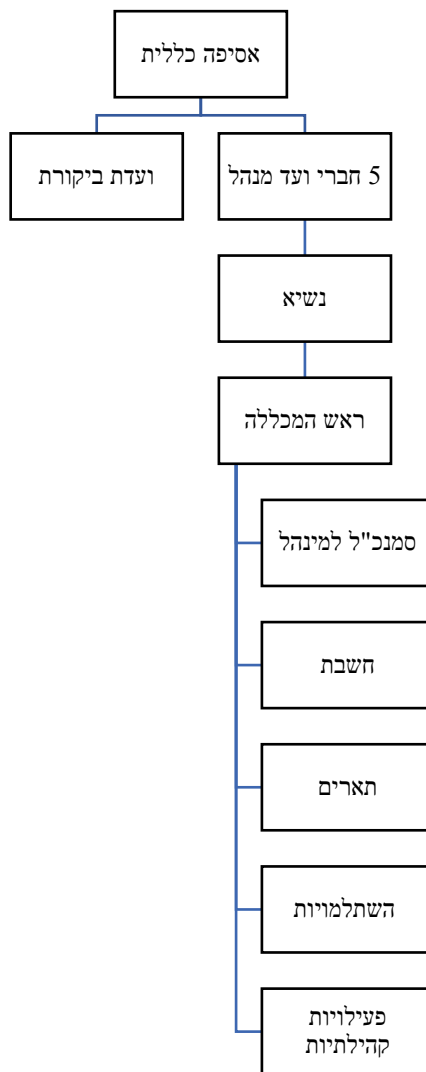 אסיפה כללית
5 חברי ועד מנהל
ועדת ביקורת
נשיא
ראש המכללה
סמנכ"ל למינהל
חשבת
תארים
השתלמויות
פעילויות
קהילתיות